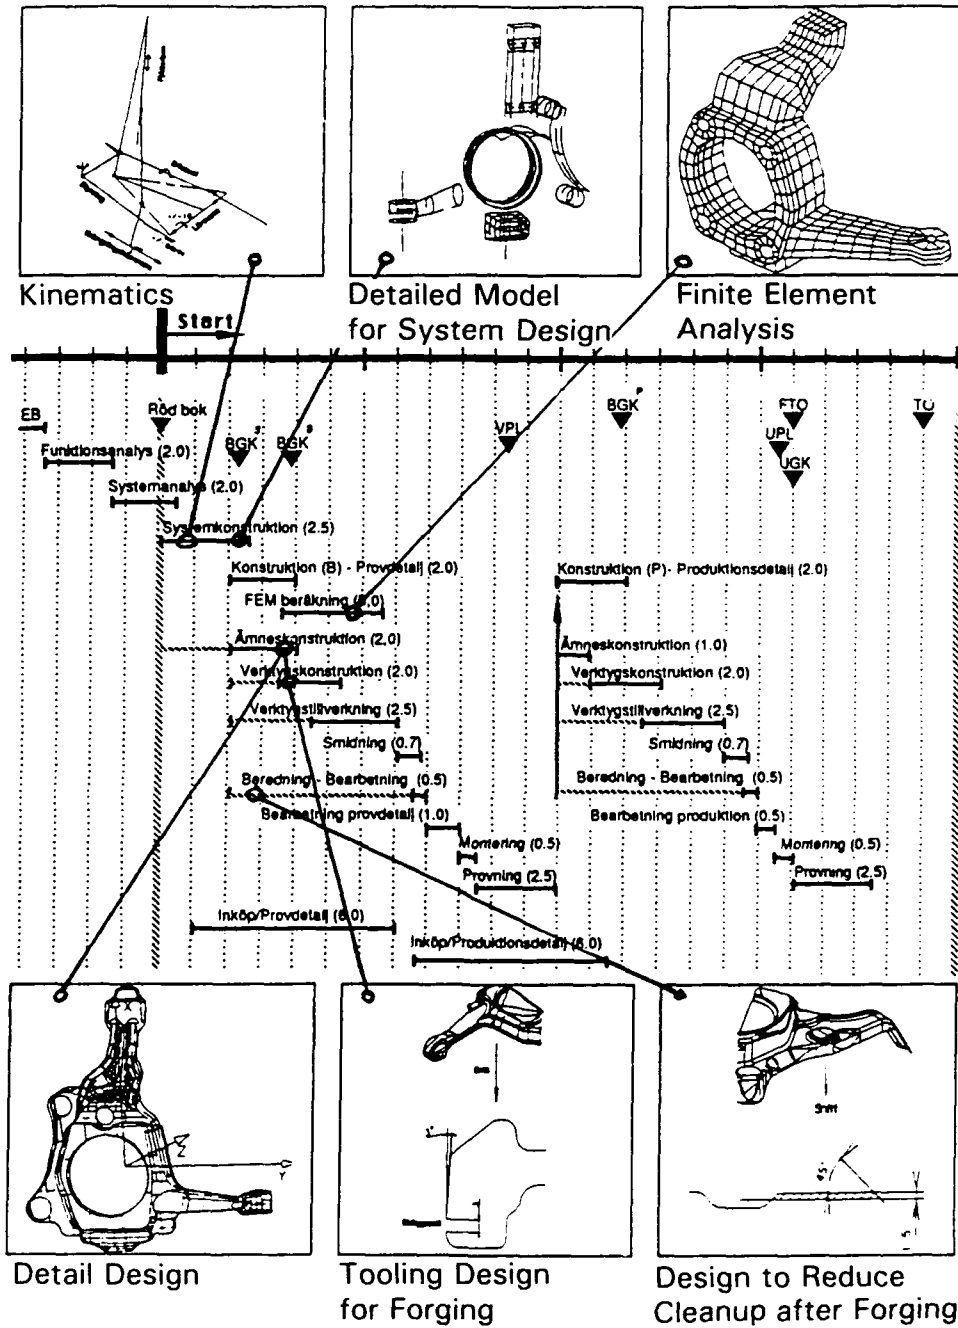 Kinematics
Detailed Model
for System Design
Finite Element
Analysis
Start
EB
Röd bok
BGK S
BGK B
VPL
BGK P
FTO
TO
UPL
UGK
Funktionsanalys (2.0)
Systemanalys (2.0)
Systemkonstruktion (2.5)
Konstruktion (B) - Provdetalj (2.0)
Konstruktion (P)- Produktionsdetalj (2.0)
FEM beräkning
Ämneskonstruktion (2.0)
Ämneskonstruktion (1.0)
Verktygskonstruktion (2.0)
Verktygskonstruktion (2.0)
Verktygstillverkning (2.5)
Verktygstillverkning (2.5)
Smidning (0.7)
Smidning (0.7)
Beredning - Bearbetning (0.5)
Beredning - Bearbetning (0.5)
Bearbetning provdetalj (1.0)
Bearbetning produktion (0.5)
Montering (0.5)
Montering (0.5)
Provning (2.5)
Provning (2.5)
Inköp/Provdetalj (6.0)
Inköp/Produktionsdetalj (6.0)
Z
Y
45°
Detail Design
Tooling Design
for Forging
Design to Reduce
Cleanup after Forging